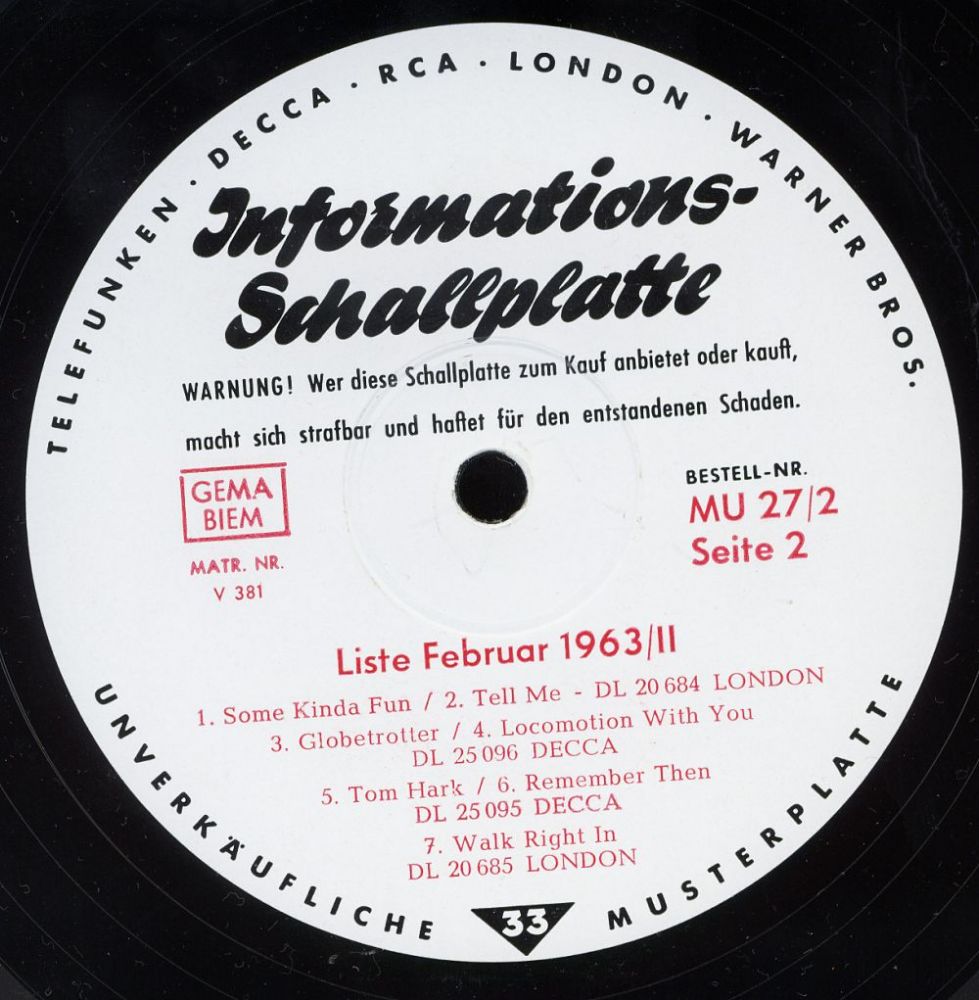 TELEFUNKEN · DECCA · RCA · LONDON · WARNER BROS.
Informations-
Schallplatte
WARNUNG! Wer diese Schallplatte zum Kauf anbietet oder kauft,
macht sich strafbar und haftet für den entstandenen Schaden.
GEMA
BIEM
MATR. NR.
V 381
BESTELL-NR.
MU 27/2
Seite 2
Liste Februar 1963/II
1. Some Kinda Fun / 2. Tell Me - DL 20 684 LONDON
3. Globetrotter / 4. Locomotion With You
DL 25 096 DECCA
5. Tom Hark / 6. Remember Then
DL 25 095 DECCA
7. Walk Right In
DL 20 685 LONDON
UNVERKÄUFLICHE MUSTERPLATTE
33